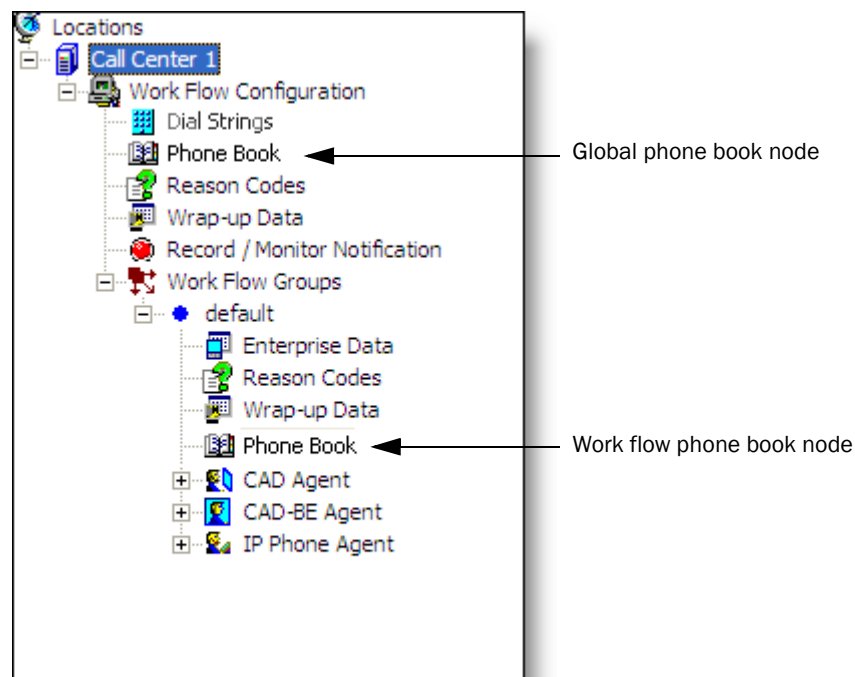 Locations
Call Center 1
Work Flow Configuration
Dial Strings
Phone Book
Global phone book node
Reason Codes
Wrap-up Data
Record / Monitor Notification
Work Flow Groups
default
Enterprise Data
Reason Codes
Wrap-up Data
Phone Book
Work flow phone book node
CAD Agent
CAD-BE Agent
IP Phone Agent